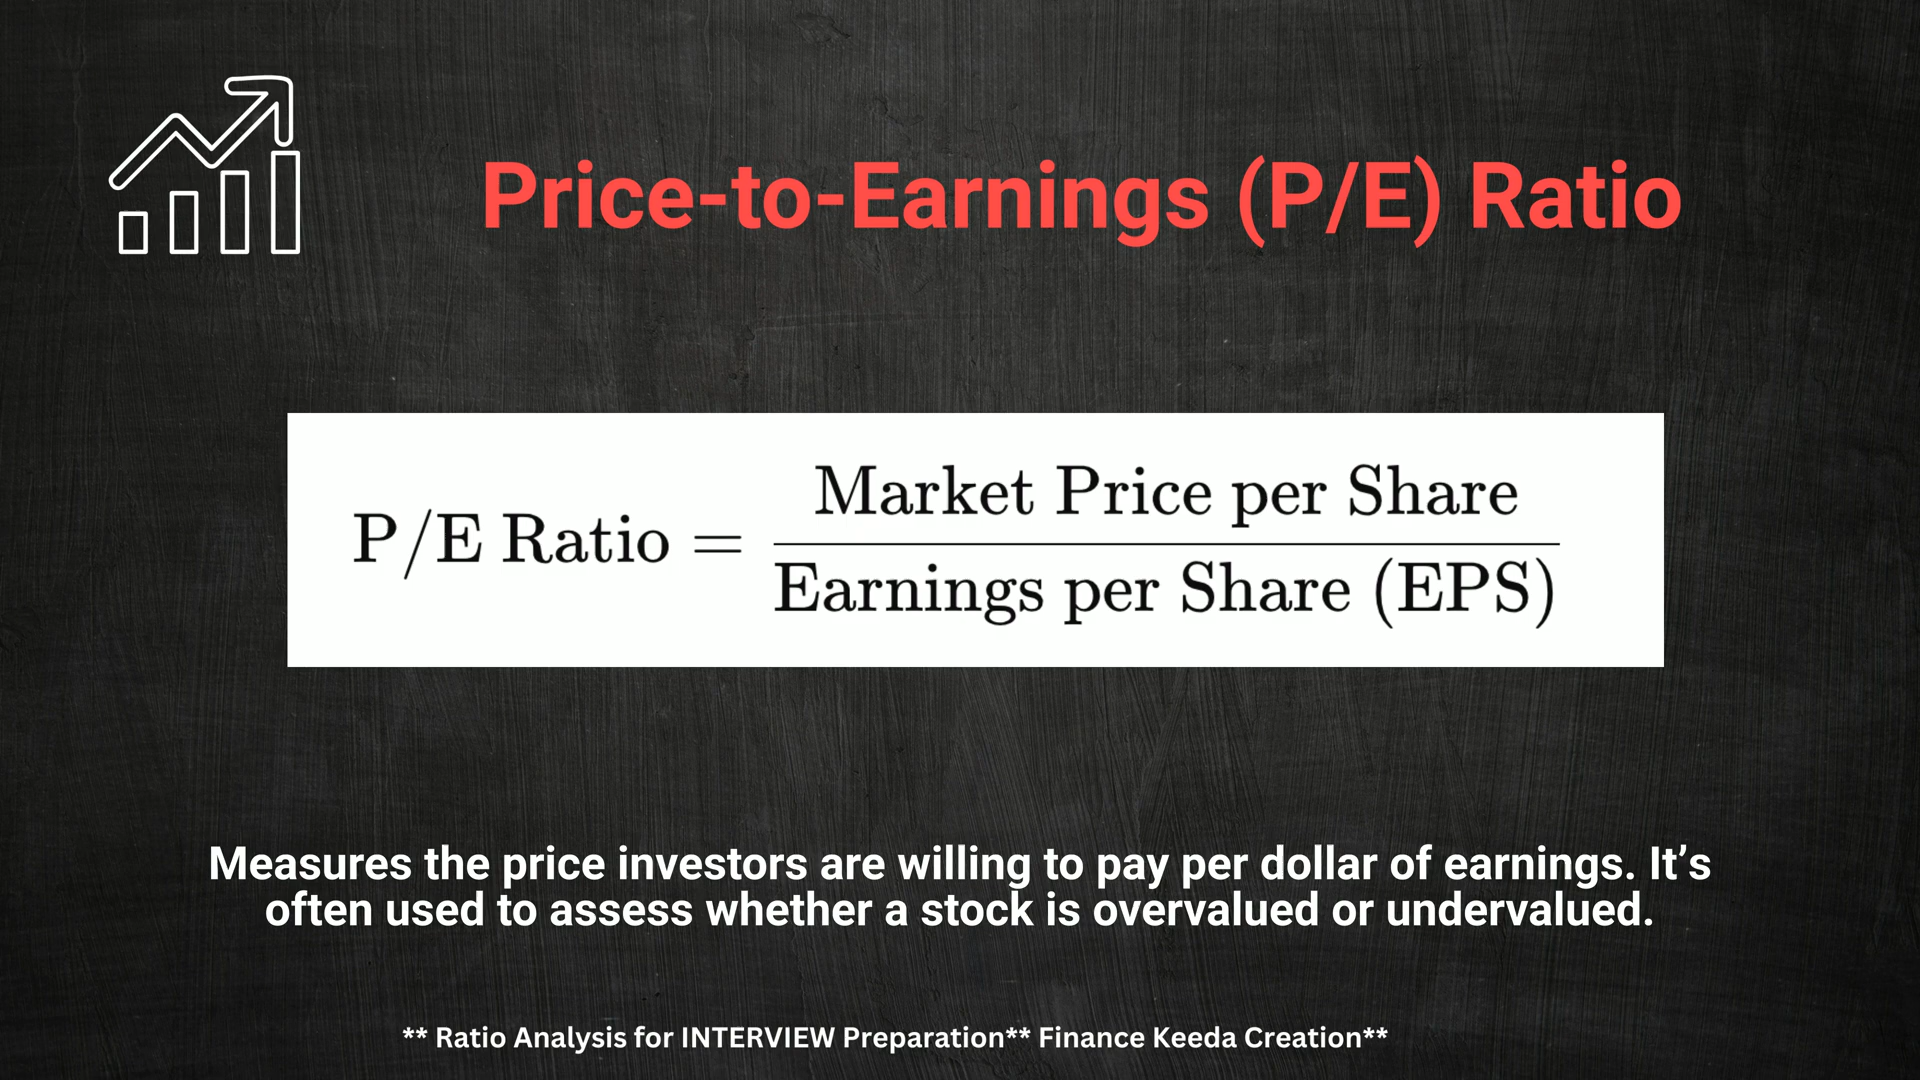 Price-to-Earnings (P/E) Ratio
P/E Ratio = Market Price per Share
Earnings per Share (EPS)
Measures the price investors are willing to pay per dollar of earnings. It’s
often used to assess whether a stock is overvalued or undervalued.
** Ratio Analysis for INTERVIEW Preparation** Finance Keeda Creation**